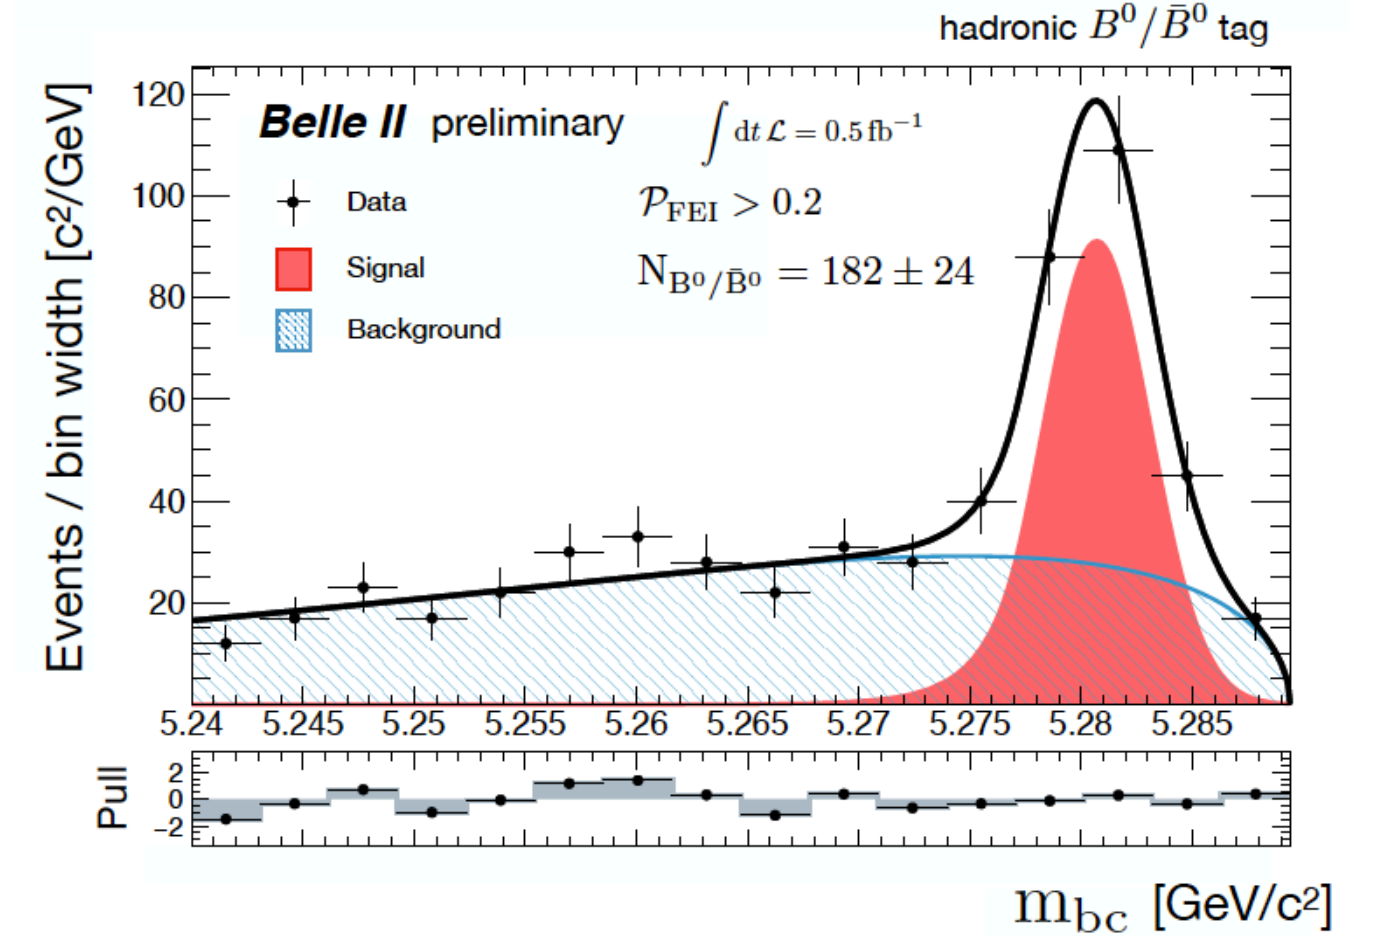 hadronic B⁰/B̄⁰ tag
Events / bin width [c²/GeV]
120
100
80
60
40
20
Belle II preliminary
∫ dt ℒ = 0.5 fb⁻¹
Data
Signal
Background
𝒫_FEI > 0.2
N_B⁰/B̄⁰ = 182 ± 24
5.24 5.245 5.25 5.255 5.26 5.265 5.27 5.275 5.28 5.285
Pull
2
0
−2
m_bc [GeV/c²]